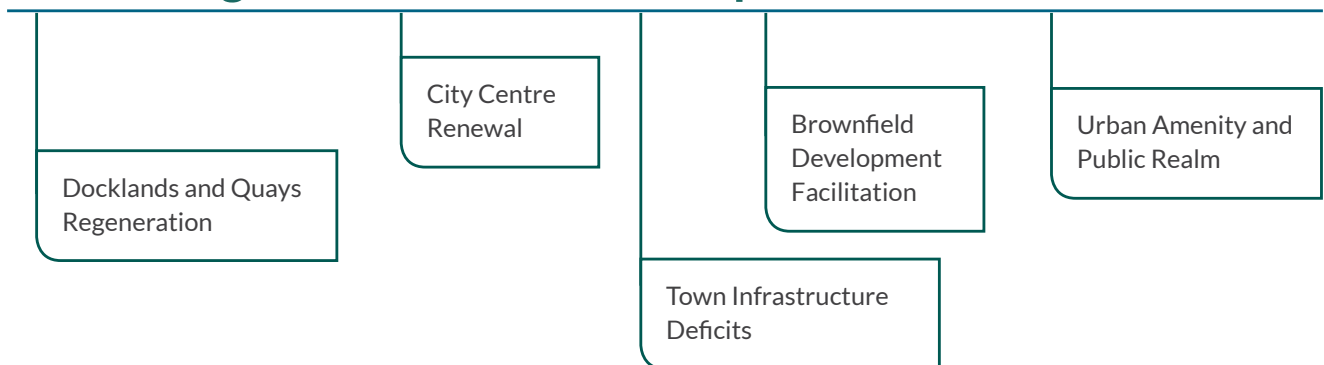 Docklands and Quays
Regeneration
City Centre
Renewal
Town Infrastructure
Deficits
Brownfield
Development
Facilitation
Urban Amenity and
Public Realm